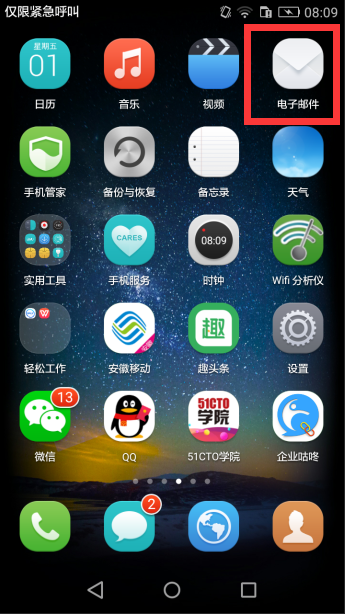 仅限紧急呼叫 08:09
星期五
01
日历 音乐 视频 电子邮件
手机管家 备份与恢复 备忘录 天气
CARES
08:09
实用工具 手机服务 时钟 Wifi 分析仪
安徽
趣
轻松工作 安徽移动 趣头条 设置
13
51CTO
学院
微信 QQ 51CTO学院 企业咕咚
2